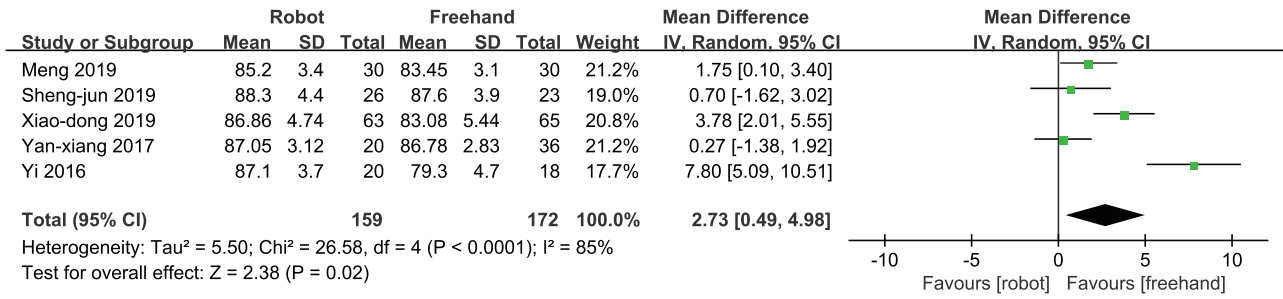 Robot Freehand Mean Difference Mean Difference
Study or Subgroup Mean SD Total Mean SD Total Weight IV, Random, 95% CI IV, Random, 95% CI
Meng 2019 85.2 3.4 30 83.45 3.1 30 21.2% 1.75 [0.10, 3.40]
Sheng-jun 2019 88.3 4.4 26 87.6 3.9 23 19.0% 0.70 [-1.62, 3.02]
Xiao-dong 2019 86.86 4.74 63 83.08 5.44 65 20.8% 3.78 [2.01, 5.55]
Yan-xiang 2017 87.05 3.12 20 86.78 2.83 36 21.2% 0.27 [-1.38, 1.92]
Yi 2016 87.1 3.7 20 79.3 4.7 18 17.7% 7.80 [5.09, 10.51]
Total (95% CI) 159 172 100.0% 2.73 [0.49, 4.98]
Heterogeneity: Tau² = 5.50; Chi² = 26.58, df = 4 (P < 0.0001); I² = 85%
Test for overall effect: Z = 2.38 (P = 0.02)
-10 -5 0 5 10
Favours [robot] Favours [freehand]